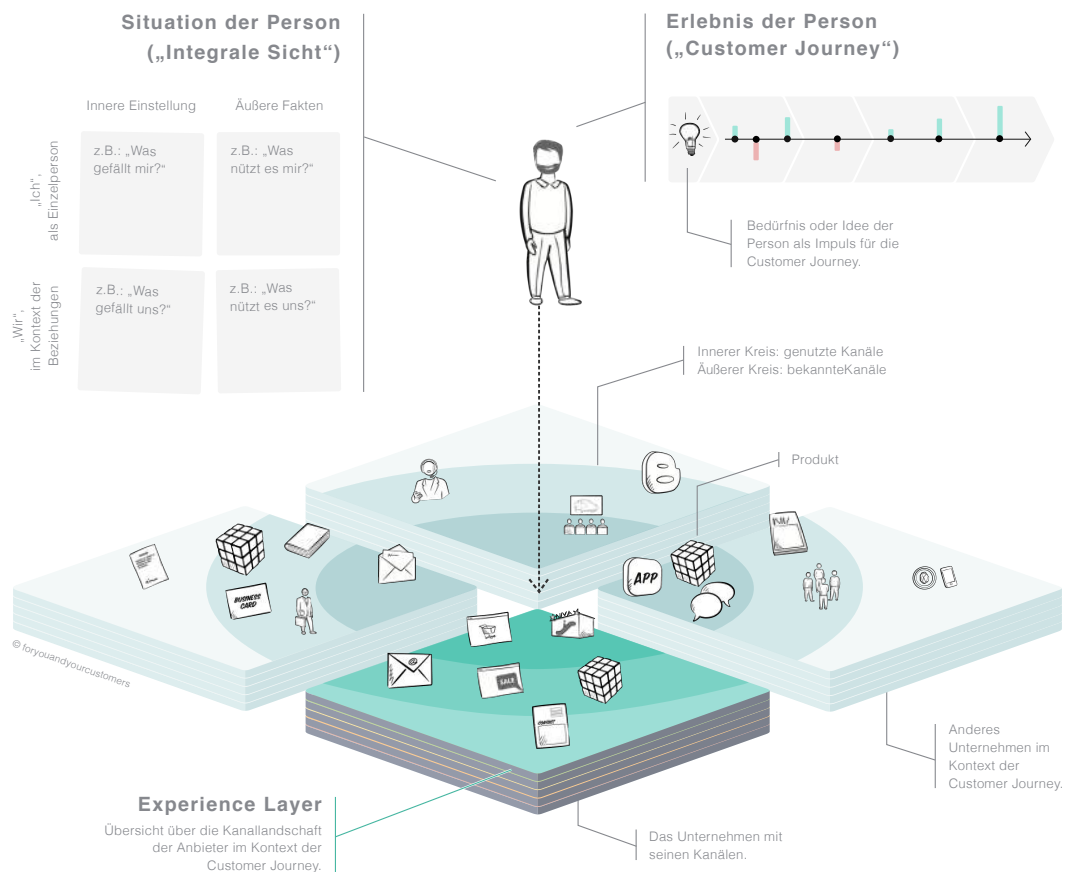 Situation der Person
(„Integrale Sicht“)
Innere Einstellung
Äußere Fakten
„Ich“,
als Einzelperson
z.B.: „Was
gefällt mir?“
z.B.: „Was
nützt es mir?“
„Wir“,
im Kontext der
Beziehungen
z.B.: „Was
gefällt uns?“
z.B.: „Was
nützt es uns?“
Erlebnis der Person
(„Customer Journey“)
Bedürfnis oder Idee der
Person als Impuls für die
Customer Journey.
Innerer Kreis: genutzte Kanäle
Äußerer Kreis: bekannteKanäle
Produkt
BUSINESS
CARD
APP
@
SALE
© foryouandyourcustomers
Anderes
Unternehmen im
Kontext der
Customer Journey.
Experience Layer
Übersicht über die Kanallandschaft
der Anbieter im Kontext der
Customer Journey.
Das Unternehmen mit
seinen Kanälen.